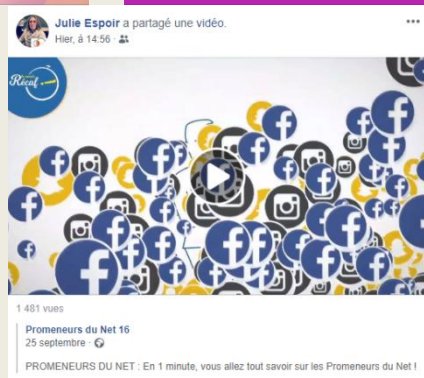 Julie Espoir a partagé une vidéo.
Hier, à 14:56 ·
Rical
1 481 vues
Promeneurs du Net 16
25 septembre ·
PROMENEURS DU NET : En 1 minute, vous allez tout savoir sur les Promeneurs du Net !